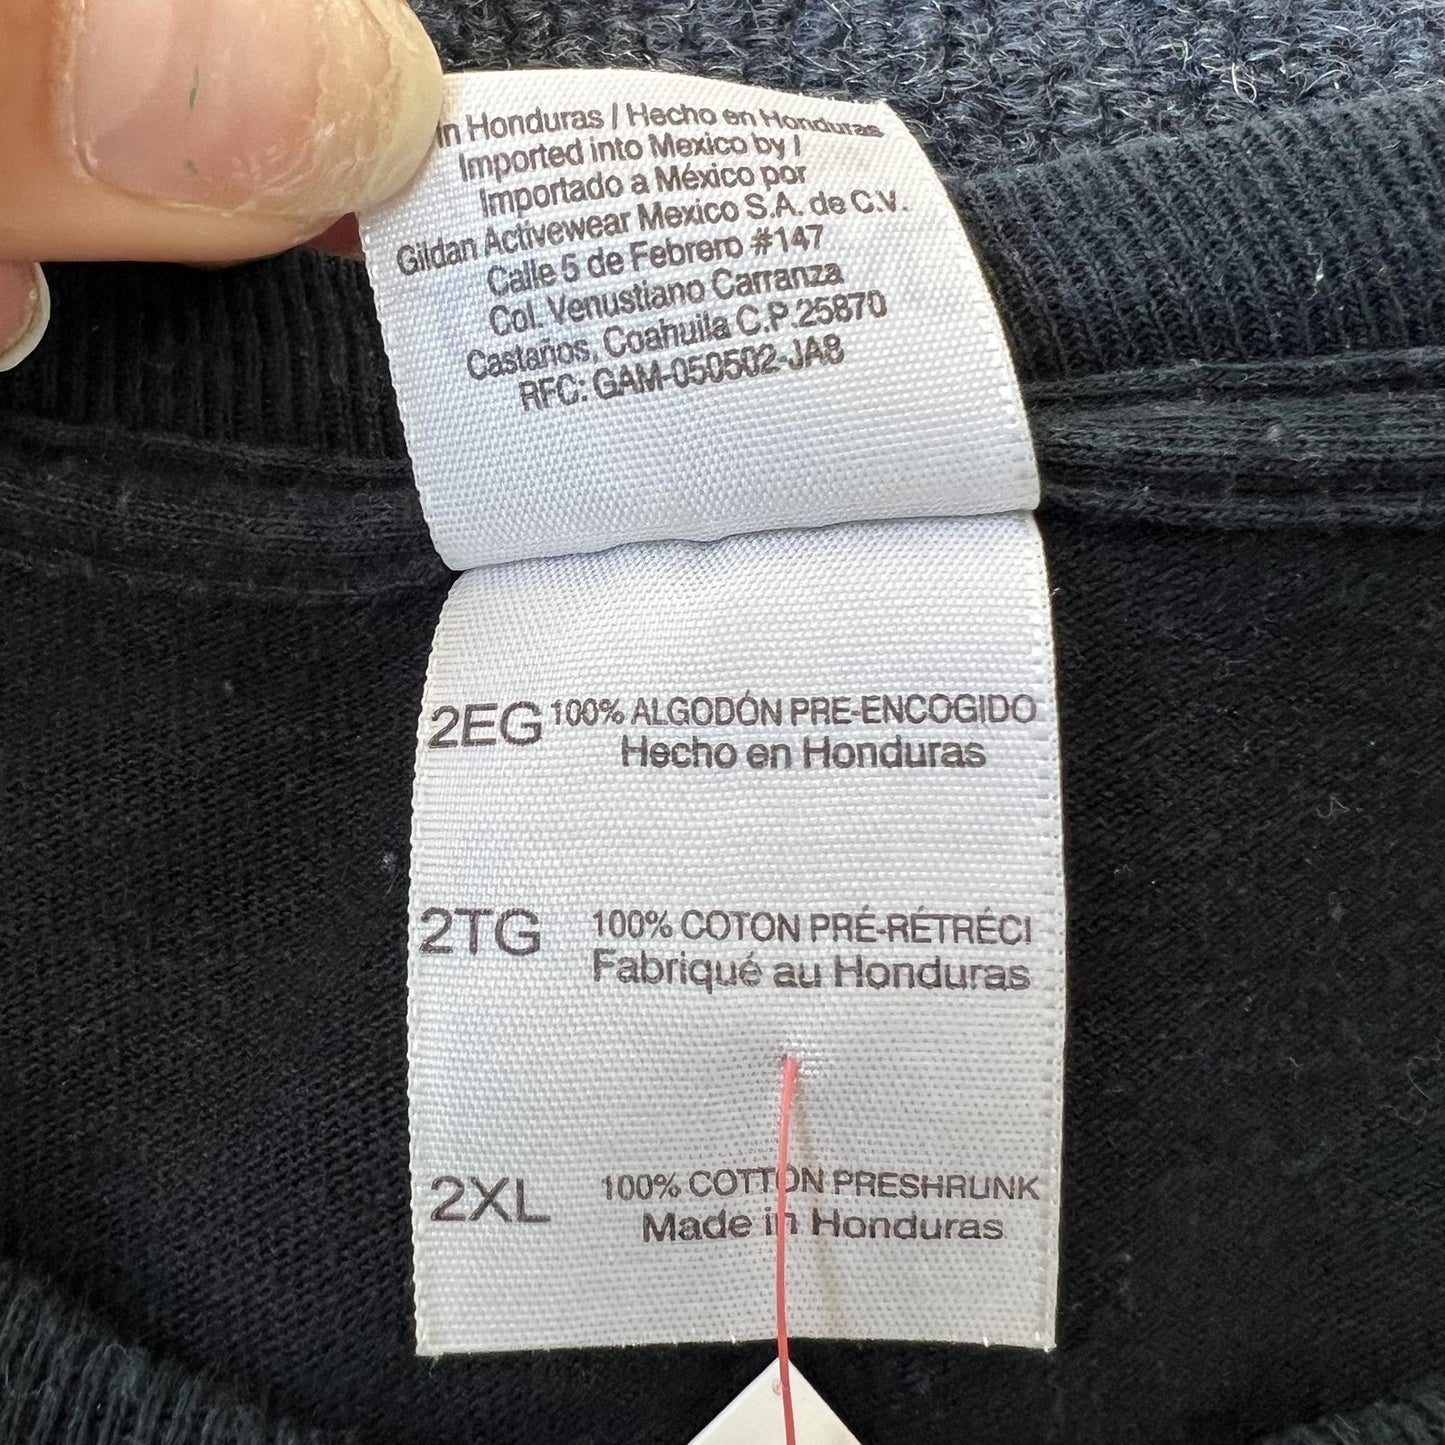 in Honduras / Hecho en Honduras
Imported into Mexico by /
Importado a México por
Gildan Activewear Mexico S.A. de C.V.
Calle 5 de Febrero #147
Col. Venustiano Carranza
Castaños, Coahuila C.P. 25870
RFC: GAM-050502-JA8
2EG 100% ALGODÓN PRE-ENCOGIDO
Hecho en Honduras
2TG 100% COTON PRÉ-RÉTRÉCI
Fabriqué au Honduras
2XL 100% COTTON PRESHRUNK
Made in Honduras